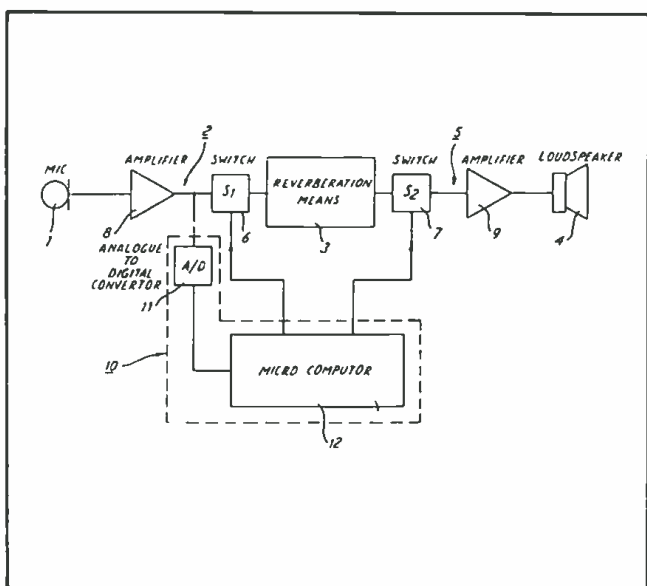 MIC
1
AMPLIFIER
8
2
SWITCH
S1
6
REVERBERATION
MEANS
3
SWITCH
S2
7
5
AMPLIFIER
9
LOUDSPEAKER
4
ANALOGUE
TO
DIGITAL
CONVERTOR
11
A/D
10
MICRO COMPUTOR
12